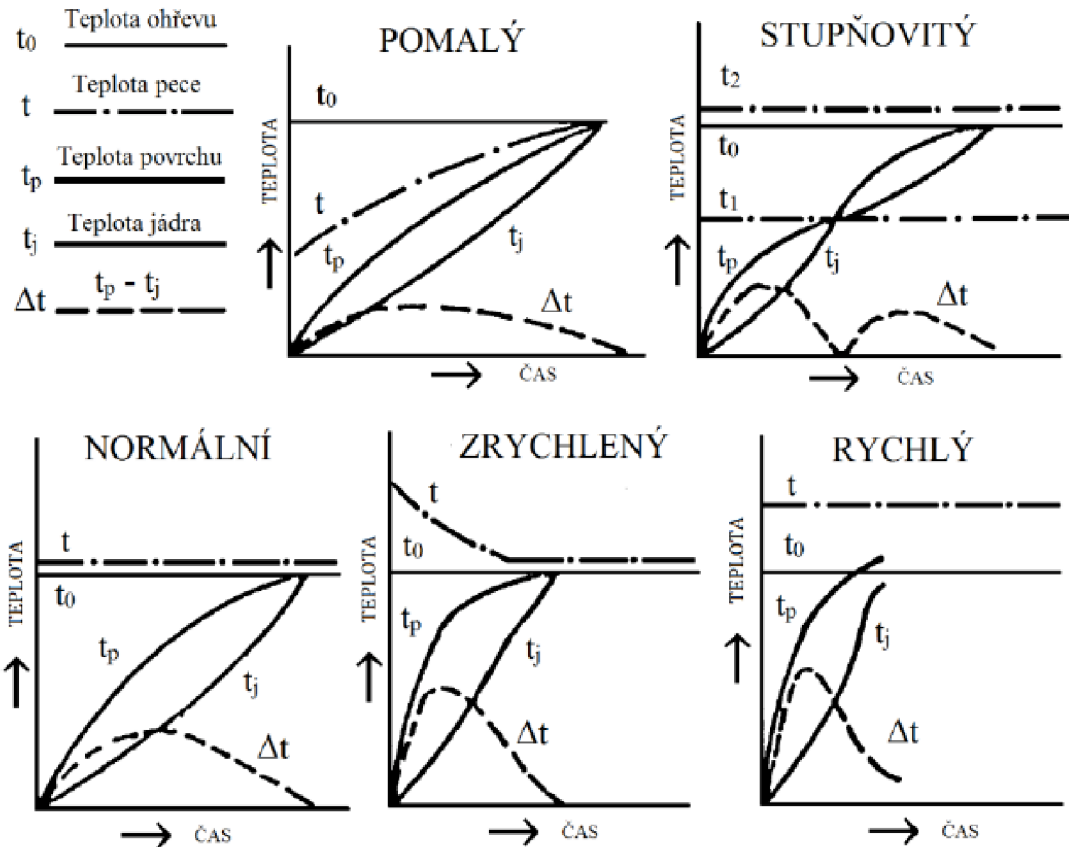 Teplota ohřevu
t0
Teplota pece
t
Teplota povrchu
tp
Teplota jádra
tj
tp - tj
Δt
POMALÝ
t0
TEPLOTA
t
tp
tj
Δt
ČAS
STUPŇOVITÝ
t2
t0
TEPLOTA
t1
tp
tj
Δt
ČAS
NORMÁLNÍ
t
t0
TEPLOTA
tp
tj
Δt
ČAS
ZRYCHLENÝ
t
t0
TEPLOTA
tp
tj
Δt
ČAS
RYCHLÝ
t
t0
TEPLOTA
tp
tj
Δt
ČAS